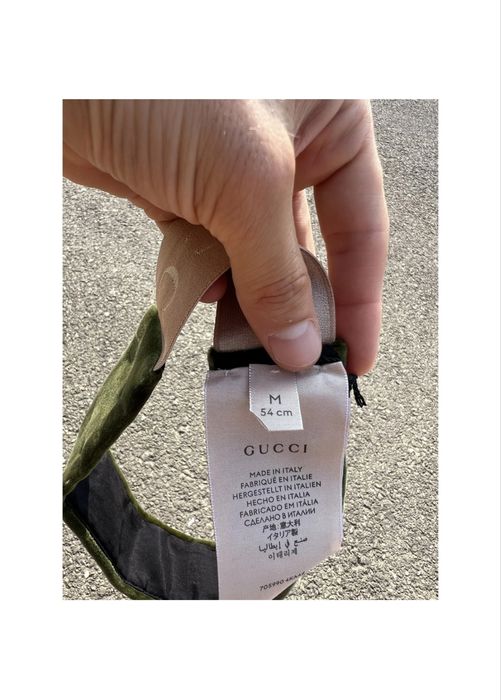 M
54 cm
GUCCI
MADE IN ITALY
FABRIQUÉ EN ITALIE
HERGESTELLT IN ITALIEN
HECHO EN ITALIA
FABRICADO EM ITÁLIA
СДЕЛАНО В ИТАЛИИ
产地:意大利
イタリア製
صنع في إيطاليا
이태리제
705990